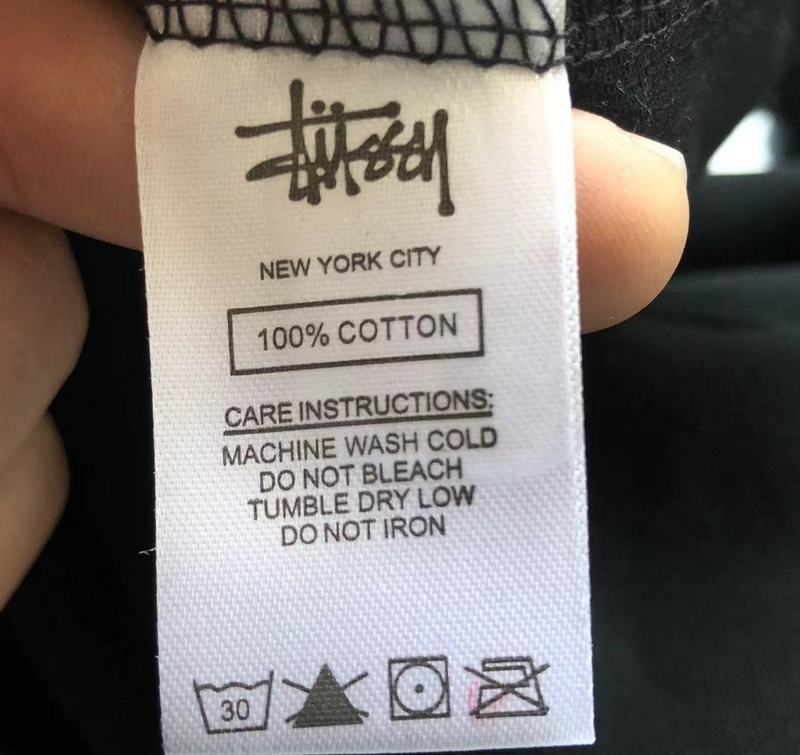 Stüssy
NEW YORK CITY
100% COTTON
CARE INSTRUCTIONS:
MACHINE WASH COLD
DO NOT BLEACH
TUMBLE DRY LOW
DO NOT IRON
30